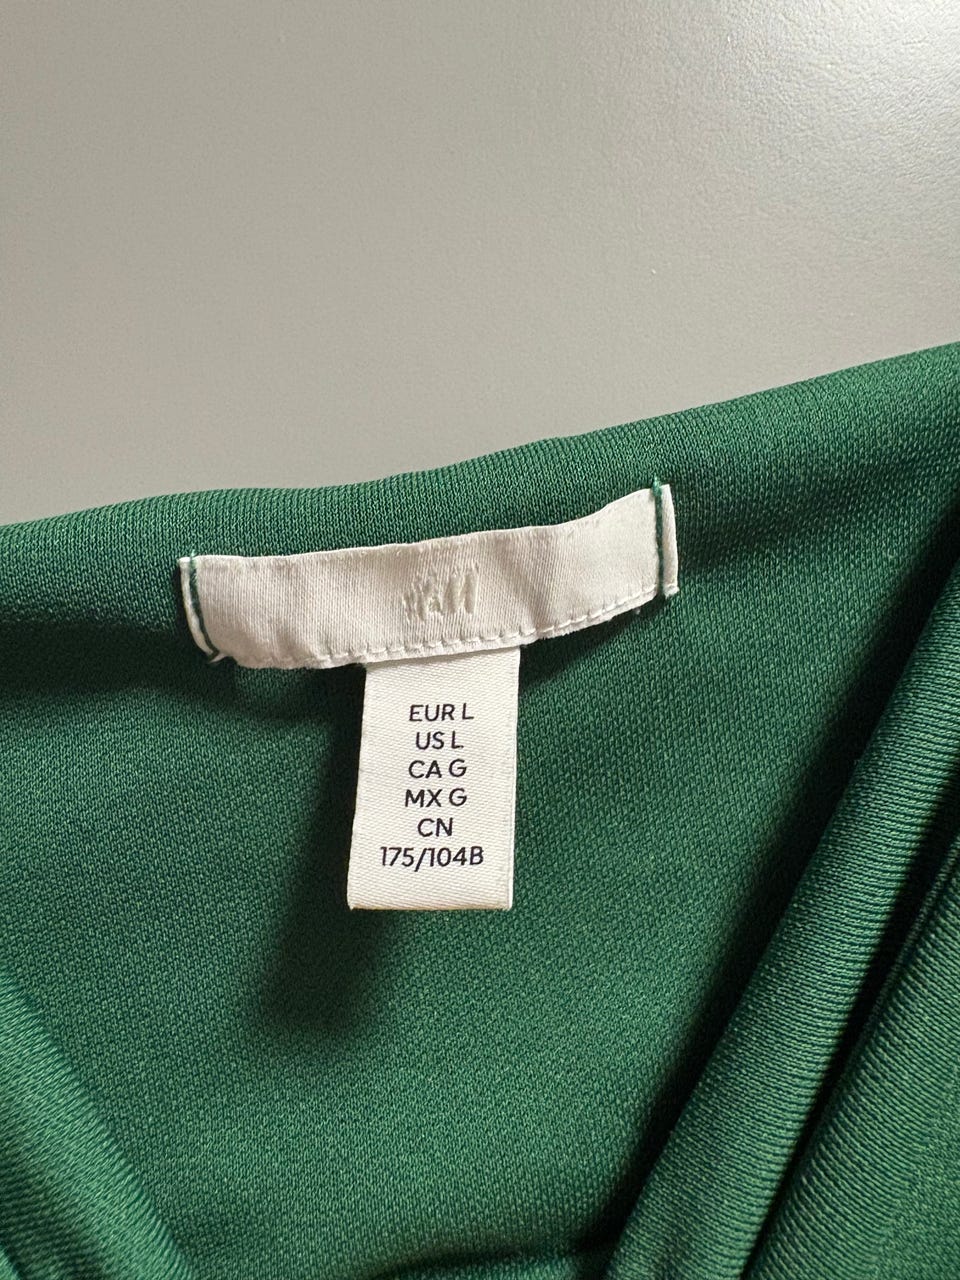 H&M
EUR L
US L
CA G
MX G
CN
175/104B